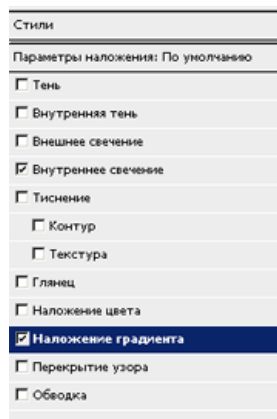 Стили
Параметры наложения: По умолчанию
Тень
Внутренняя тень
Внешнее свечение
Внутреннее свечение
Тиснение
Контур
Текстура
Глянец
Наложение цвета
Наложение градиента
Перекрытие узора
Обводка